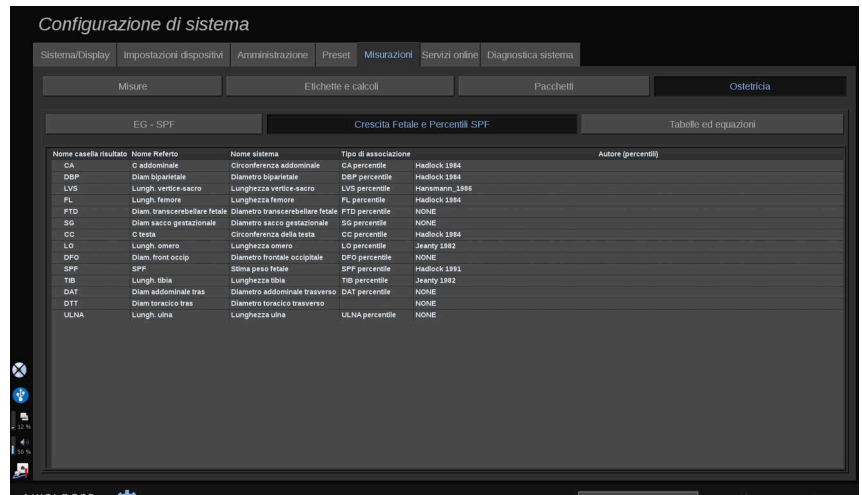 Configurazione di sistema
Sistema/Display Impostazioni dispositivi Amministrazione Preset Misurazioni Servizi online Diagnostica sistema
Misure Etichette e calcoli Pacchetti Ostetricia
EG - SPF Crescita Fetale e Percentili SPF Tabelle ed equazioni
Nome casella risultato Nome Referto Nome sistema Tipo di associazione Autore (percentili)
CA C addominale Circonferenza addominale CA percentile Hadlock 1984
DBP Diam biparietale Diametro biparietale DBP percentile Hadlock 1984
LVS Lungh. vertice-sacro Lunghezza vertice-sacro LVS percentile Hansmann_1986
FL Lungh. femore Lunghezza femore FL percentile Hadlock 1984
FTD Diam. transcerebellare fetale Diametro transcerebellare fetale FTD percentile NONE
SG Diam sacco gestazionale Diametro sacco gestazionale SG percentile NONE
CC C testa Circonferenza della testa CC percentile Hadlock 1984
LO Lungh. omero Lunghezza omero LO percentile Jeanty 1982
DFO Diam. front occip Diametro frontale occipitale DFO percentile NONE
SPF SPF Stima peso fetale SPF percentile Hadlock 1991
TIB Lungh. tibia Lunghezza tibia TIB percentile Jeanty 1982
DAT Diam addominale tras Diametro addominale trasverso DAT percentile NONE
DTT Diam toracico tras Diametro toracico trasverso NONE
ULNA Lungh. ulna Lunghezza ulna ULNA percentile NONE
12 %
50 %